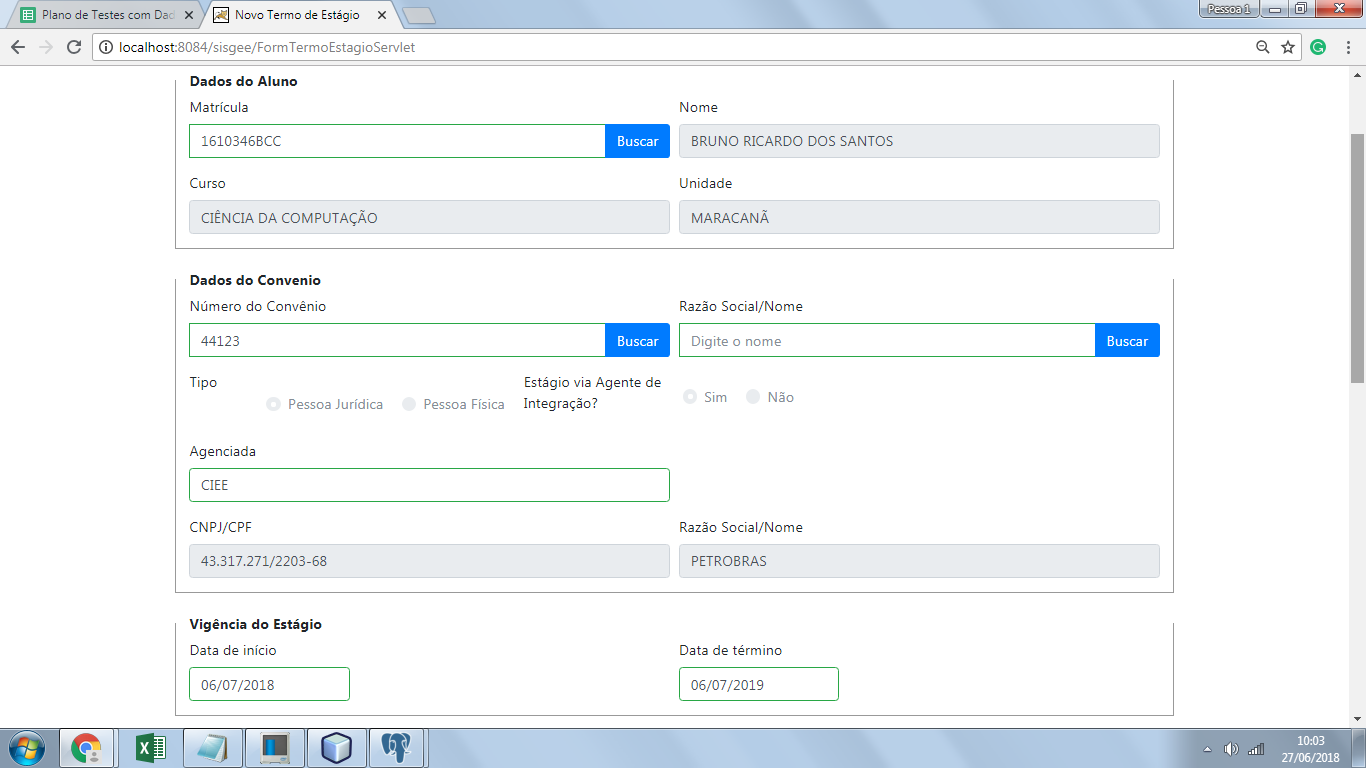 Plano de Testes com Dad
Novo Termo de Estágio
Pessoa 1
localhost:8084/sisgee/FormTermoEstagioServlet
Dados do Aluno
Matrícula
Nome
1610346BCC
Buscar
BRUNO RICARDO DOS SANTOS
Curso
Unidade
CIÊNCIA DA COMPUTAÇÃO
MARACANÃ
Dados do Convenio
Número do Convênio
Razão Social/Nome
44123
Buscar
Digite o nome
Buscar
Tipo
Pessoa Jurídica
Pessoa Física
Estágio via Agente de
Integração?
Sim
Não
Agenciada
CIEE
CNPJ/CPF
Razão Social/Nome
43.317.271/2203-68
PETROBRAS
Vigência do Estágio
Data de início
Data de término
06/07/2018
06/07/2019
10:03
27/06/2018